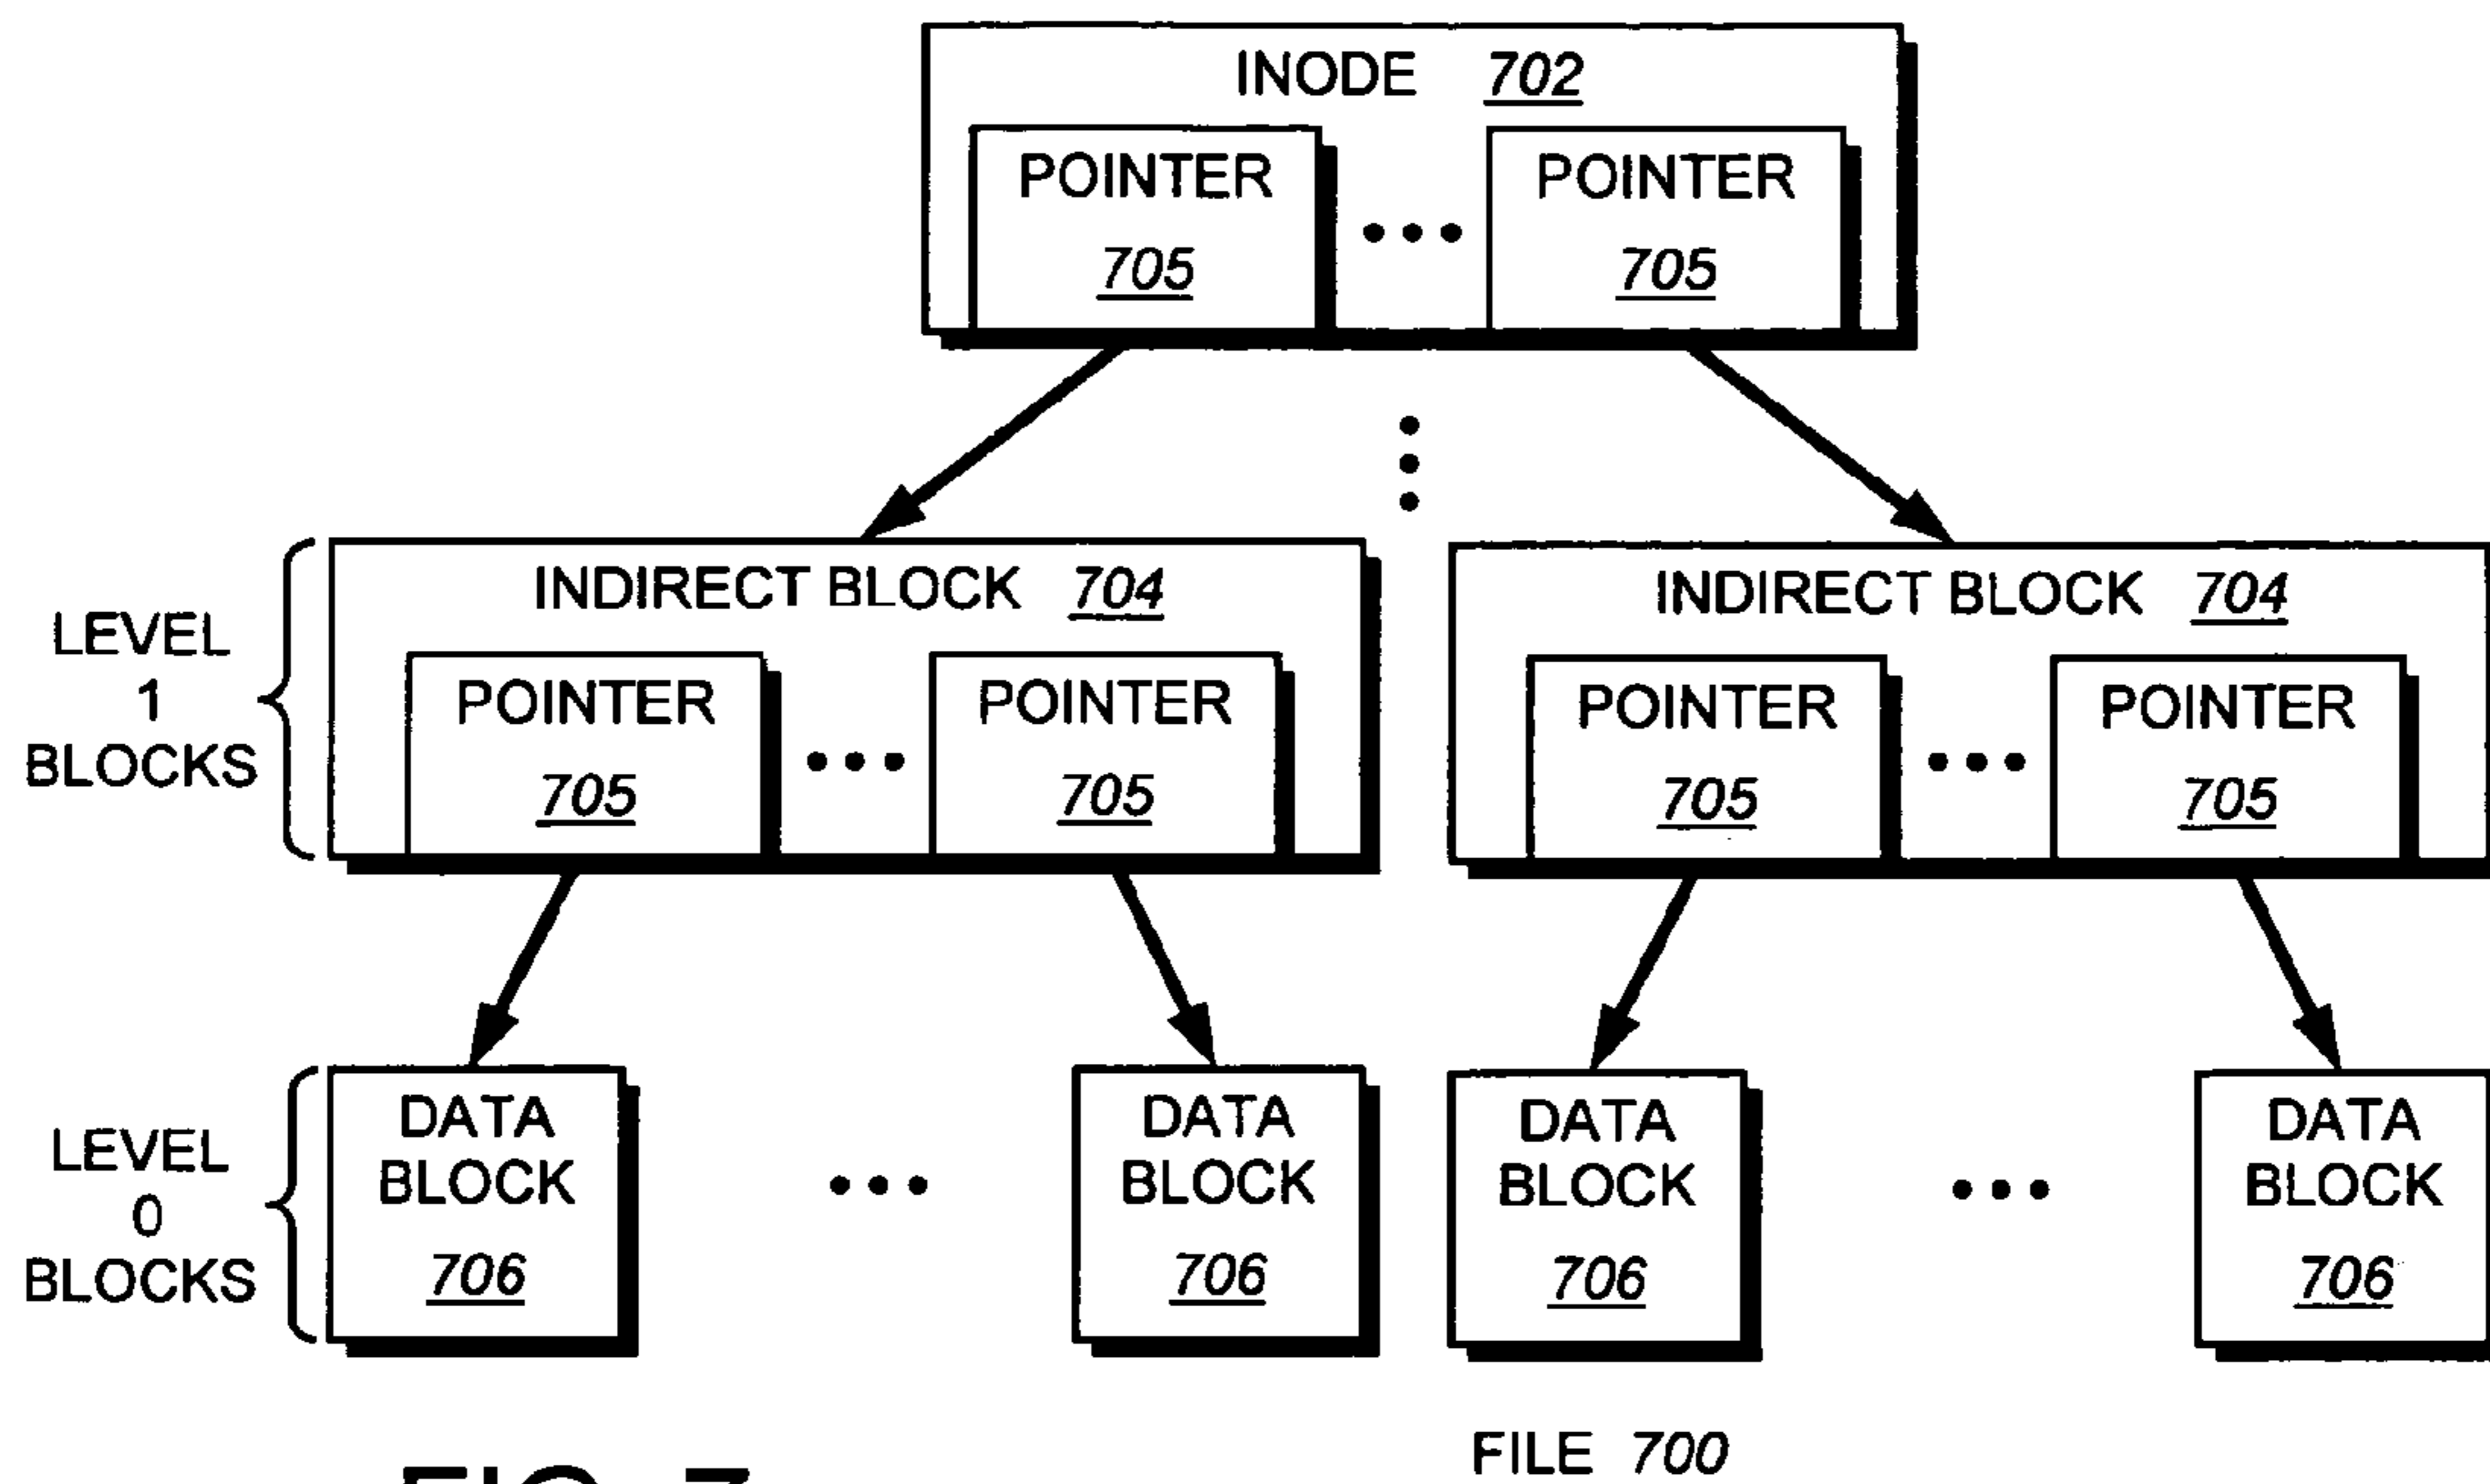 INODE 702
POINTER POINTER
705 705
INDIRECT BLOCK 704
INDIRECT BLOCK 704
LEVEL
1
BLOCKS
POINTER POINTER
705 705
POINTER POINTER
705 705
LEVEL
0
BLOCKS
DATA
BLOCK
706
DATA
BLOCK
706
DATA
BLOCK
706
DATA
BLOCK
706
FILE 700